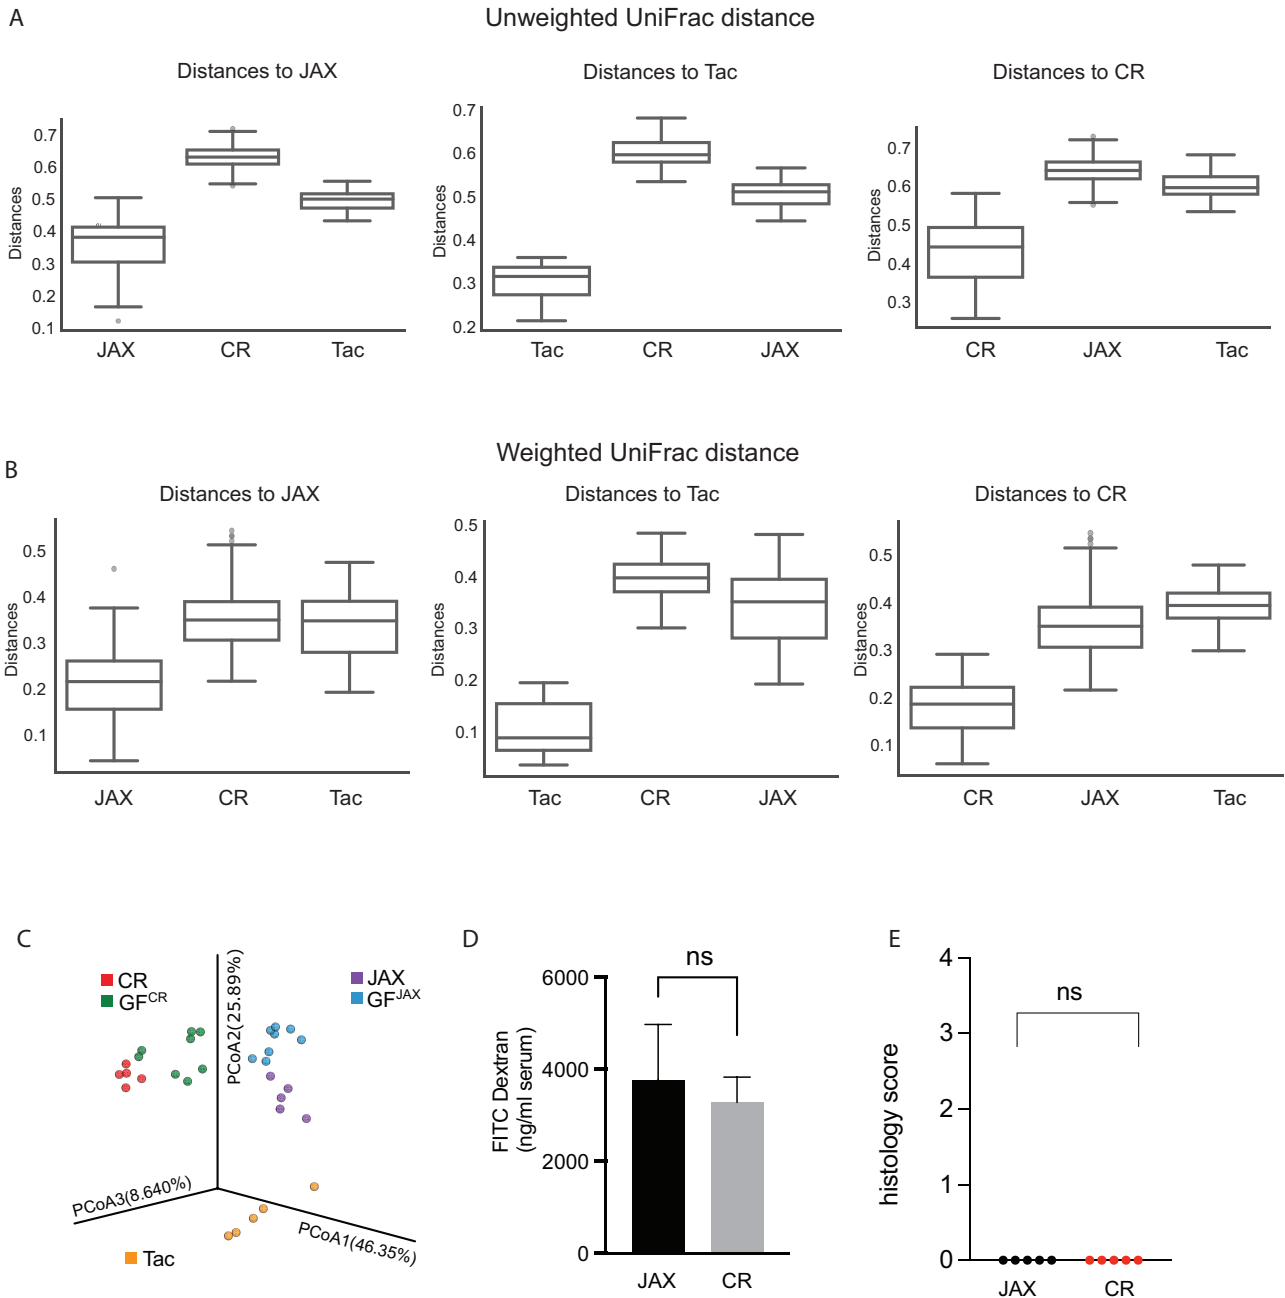 A
Unweighted UniFrac distance
Distances to JAX
Distances
0.7
0.6
0.5
0.4
0.3
0.2
0.1
JAX CR Tac
Distances to Tac
Distances
0.7
0.6
0.5
0.4
0.3
0.2
Tac CR JAX
Distances to CR
Distances
0.7
0.6
0.5
0.4
0.3
CR JAX Tac
B
Weighted UniFrac distance
Distances to JAX
Distances
0.5
0.4
0.3
0.2
0.1
JAX CR Tac
Distances to Tac
Distances
0.5
0.4
0.3
0.2
0.1
Tac CR JAX
Distances to CR
Distances
0.5
0.4
0.3
0.2
0.1
CR JAX Tac
C
CR
GF^CR
JAX
GF^JAX
PCoA2(25.89%)
PCoA3(8.640%)
PCoA1(46.35%)
Tac
D
ns
FITC Dextran
(ng/ml serum)
6000
4000
2000
0
JAX CR
E
ns
histology score
4
3
2
1
0
JAX CR